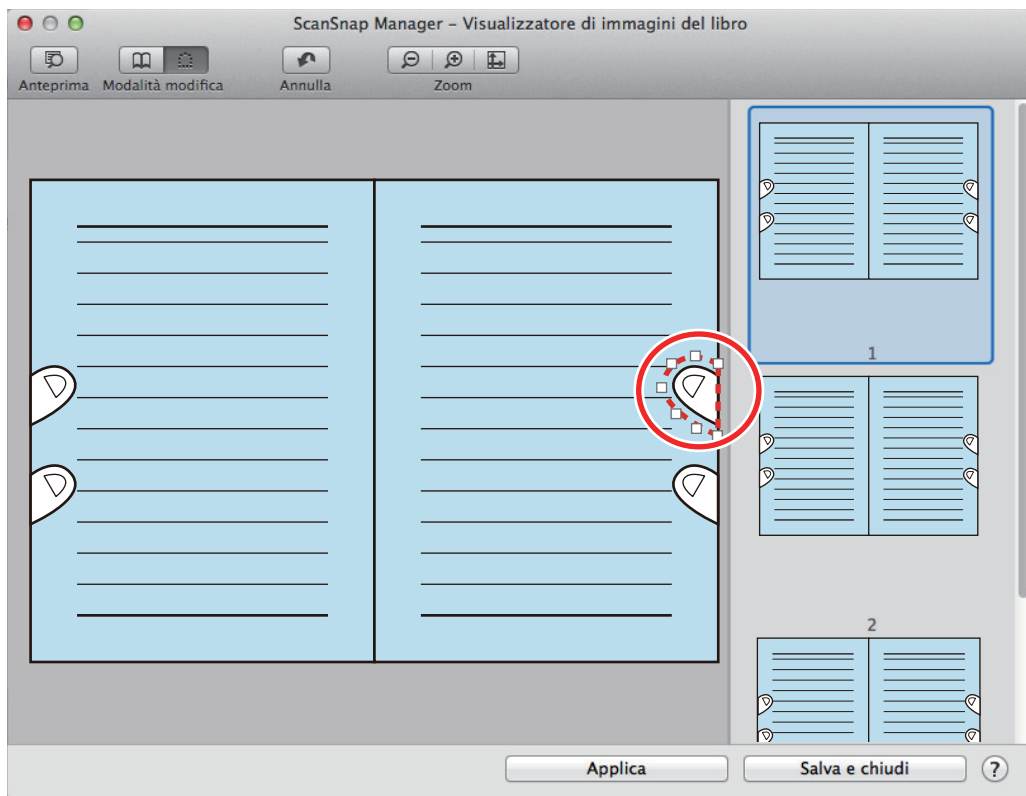 ScanSnap Manager – Visualizzatore di immagini del libro
Anteprima Modalità modifica Annulla Zoom
1
2
Applica Salva e chiudi ?